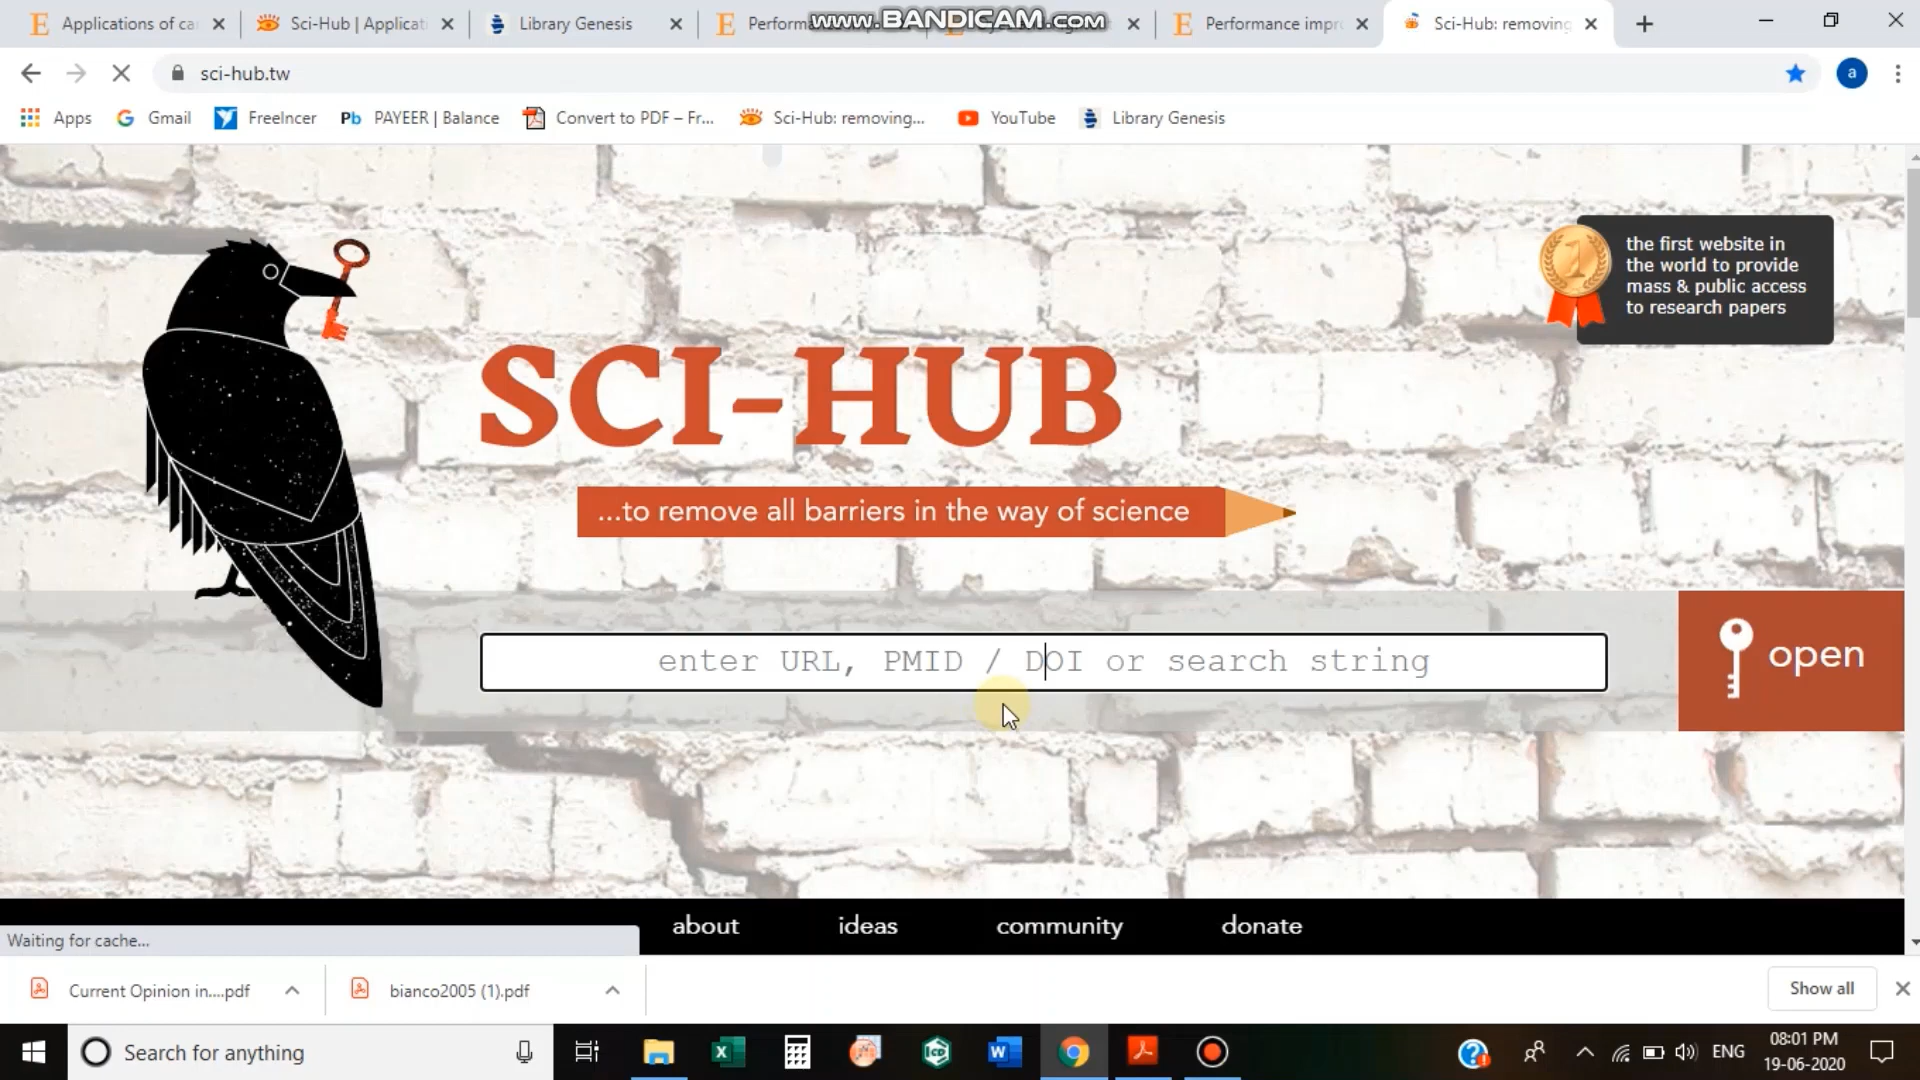 www.BANDICAM.com
Applications of ca
Sci-Hub | Applicati
Library Genesis
Perform
Performance impr
Sci-Hub: removing
sci-hub.tw
a
Apps
Gmail
Freelncer
Pb PAYEER | Balance
Convert to PDF – Fr...
Sci-Hub: removing...
YouTube
Library Genesis
1
the first website in
the world to provide
mass & public access
to research papers
SCI-HUB
...to remove all barriers in the way of science
enter URL, PMID / DOI or search string
open
about
ideas
community
donate
Waiting for cache...
Current Opinion in....pdf
bianco2005 (1).pdf
Show all
Search for anything
ICD
ENG
08:01 PM
19-06-2020